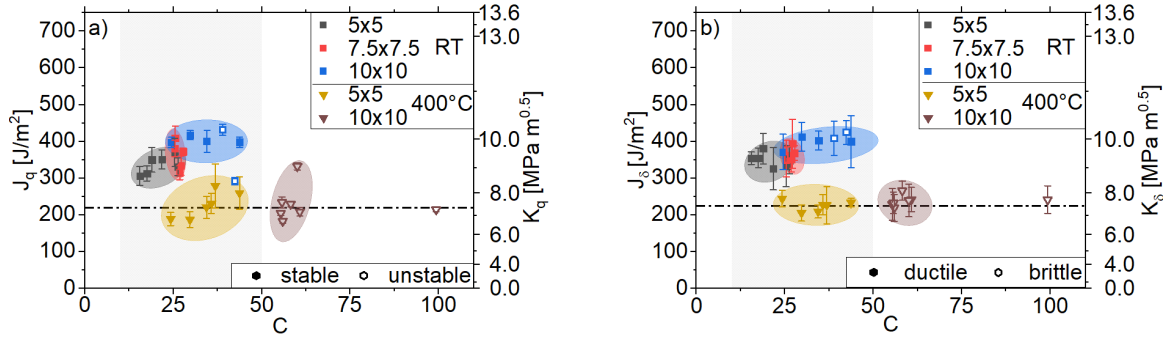 a)
J_q [J/m²]
700
600
500
400
300
200
100
0
0 25 50 75 100
C
5x5
7.5x7.5 RT
10x10
5x5
400°C
10x10
stable unstable
13.6
13.0
10.0
8.0
6.0
4.0
0.0
K_q [MPa m^0.5]
b)
J_δ [J/m²]
700
600
500
400
300
200
100
0
0 25 50 75 100
C
5x5
7.5x7.5 RT
10x10
5x5
400°C
10x10
ductile brittle
13.6
13.0
10.0
8.0
6.0
4.0
0.0
K_δ [MPa m^0.5]